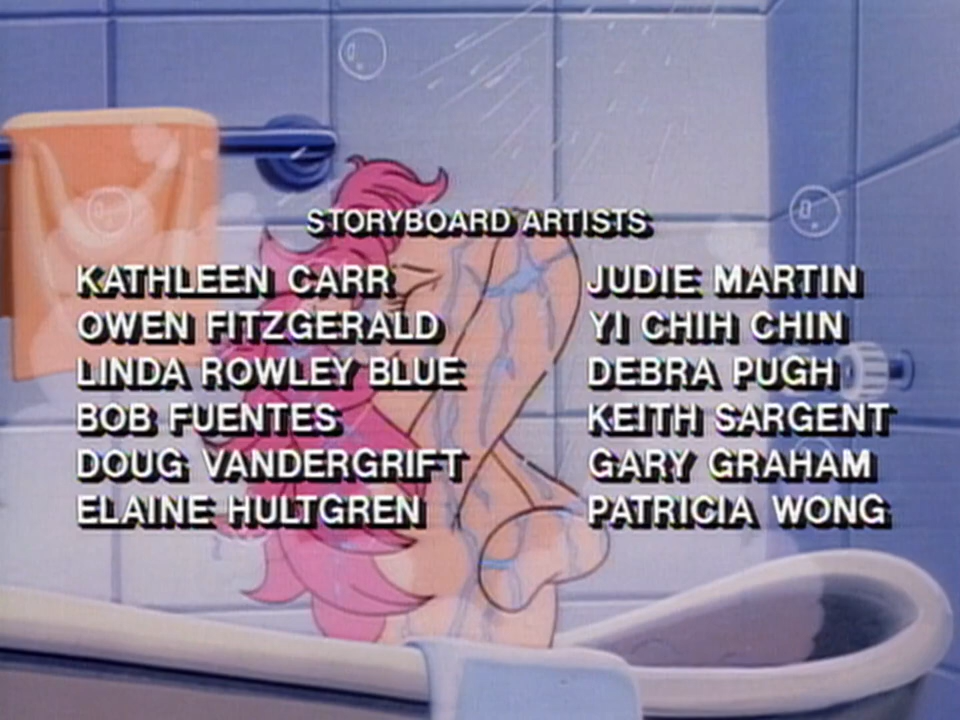 STORYBOARD ARTISTS
KATHLEEN CARR
OWEN FITZGERALD
LINDA ROWLEY BLUE
BOB FUENTES
DOUG VANDERGRIFT
ELAINE HULTGREN
JUDIE MARTIN
YI CHIH CHIN
DEBRA PUGH
KEITH SARGENT
GARY GRAHAM
PATRICIA WONG